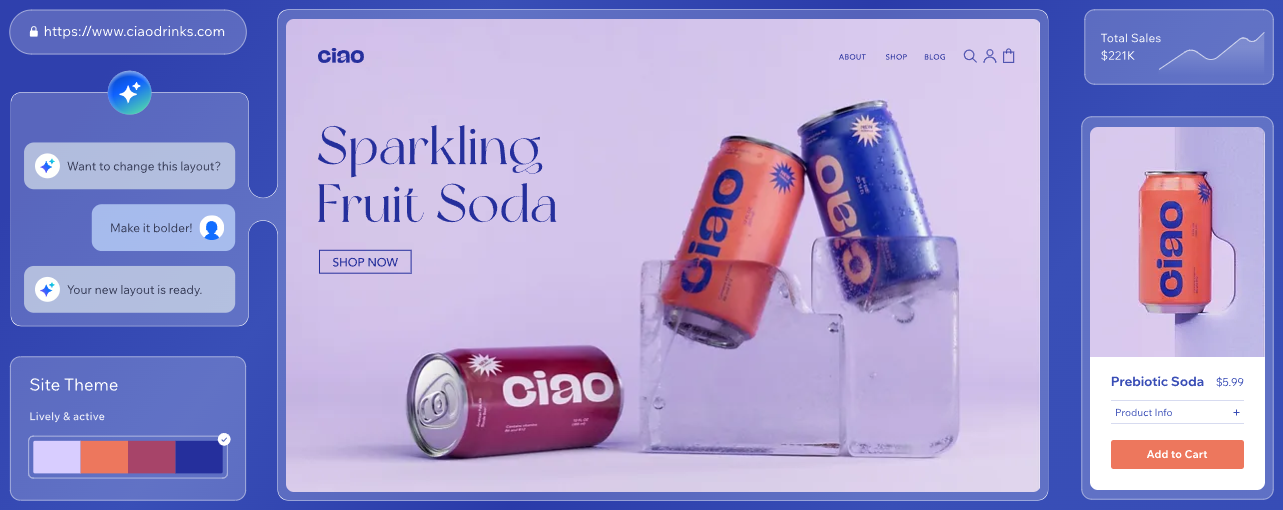 https://www.ciaodrinks.com
Want to change this layout?
Make it bolder!
Your new layout is ready.
Site Theme
Lively & active
ciao
ABOUT
SHOP
BLOG
Sparkling
Fruit Soda
SHOP NOW
ciao
ciao
ciao
Total Sales
$221K
ciao
Prebiotic Soda
$5.99
Product Info
+
Add to Cart